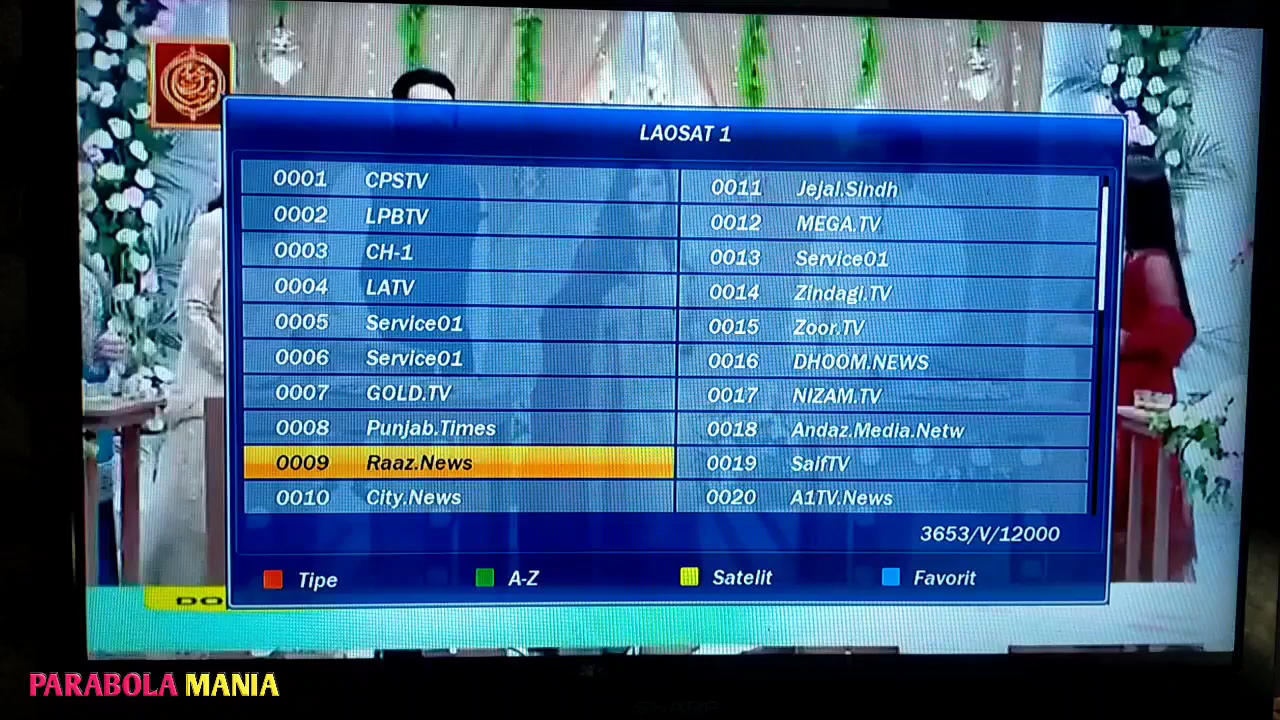 LAOSAT 1
0001 CPSTV
0002 LPBTV
0003 CH-1
0004 LATV
0005 Service01
0006 Service01
0007 GOLD.TV
0008 Punjab.Times
0009 Raaz.News
0010 City.News
0011 Jejal.Sindh
0012 MEGA.TV
0013 Service01
0014 Zindagi.TV
0015 Zoor.TV
0016 DHOOM.NEWS
0017 NIZAM.TV
0018 Andaz.Media.Netw
0019 SaifTV
0020 A1TV.News
3653/V/12000
Tipe A-Z Satelit Favorit
DO
PARABOLA MANIA
SHARP